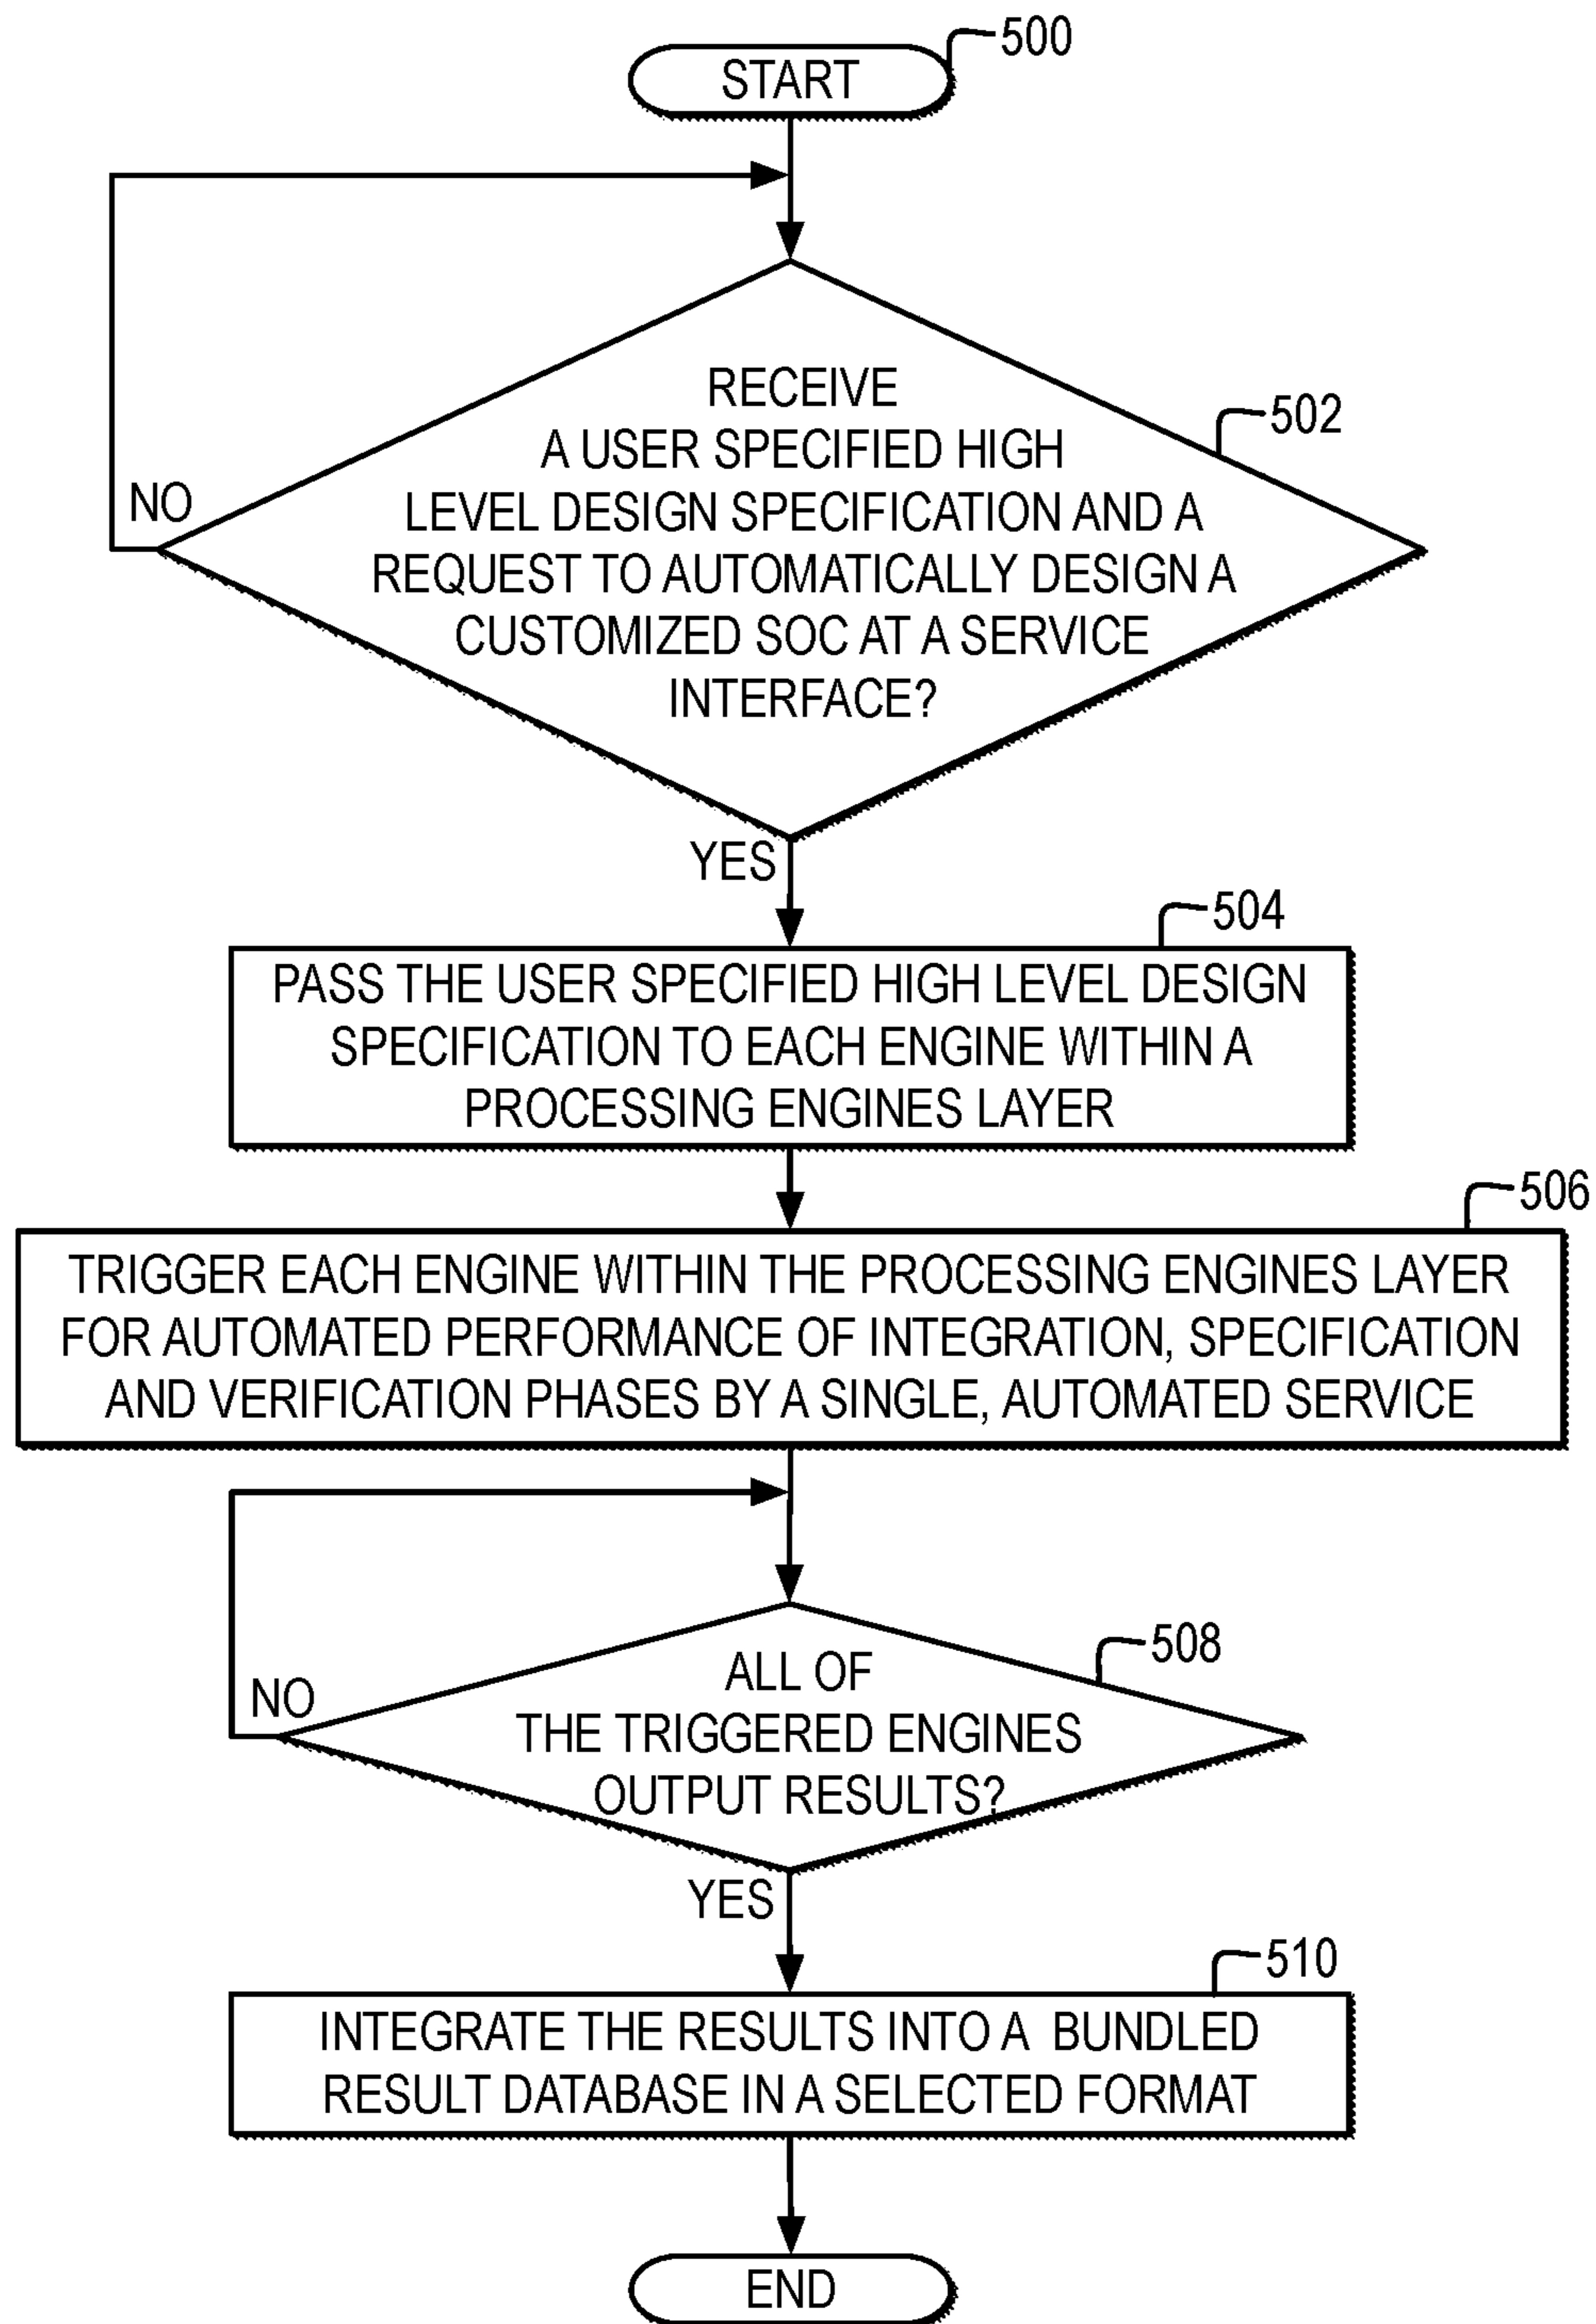 500
START
RECEIVE
A USER SPECIFIED HIGH
502
LEVEL DESIGN SPECIFICATION AND A
NO
REQUEST TO AUTOMATICALLY DESIGN A
CUSTOMIZED SOC AT A SERVICE
INTERFACE?
YES
504
PASS THE USER SPECIFIED HIGH LEVEL DESIGN
SPECIFICATION TO EACH ENGINE WITHIN A
PROCESSING ENGINES LAYER
506
TRIGGER EACH ENGINE WITHIN THE PROCESSING ENGINES LAYER
FOR AUTOMATED PERFORMANCE OF INTEGRATION, SPECIFICATION
AND VERIFICATION PHASES BY A SINGLE, AUTOMATED SERVICE
508
ALL OF
NO
THE TRIGGERED ENGINES
OUTPUT RESULTS?
YES
510
INTEGRATE THE RESULTS INTO A BUNDLED
RESULT DATABASE IN A SELECTED FORMAT
END